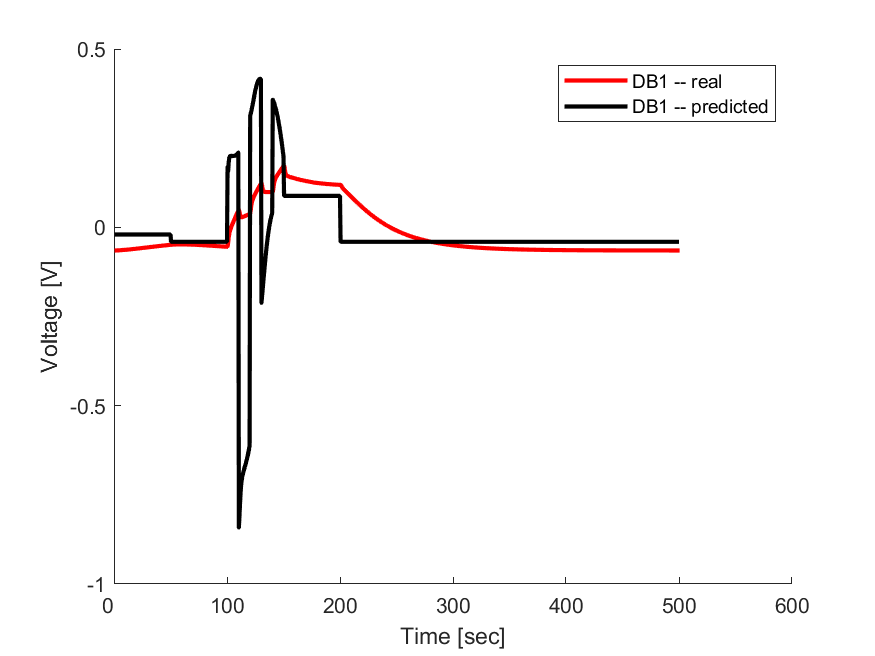 0.5
DB1 -- real
DB1 -- predicted
0
Voltage [V]
-0.5
-1
0 100 200 300 400 500 600
Time [sec]